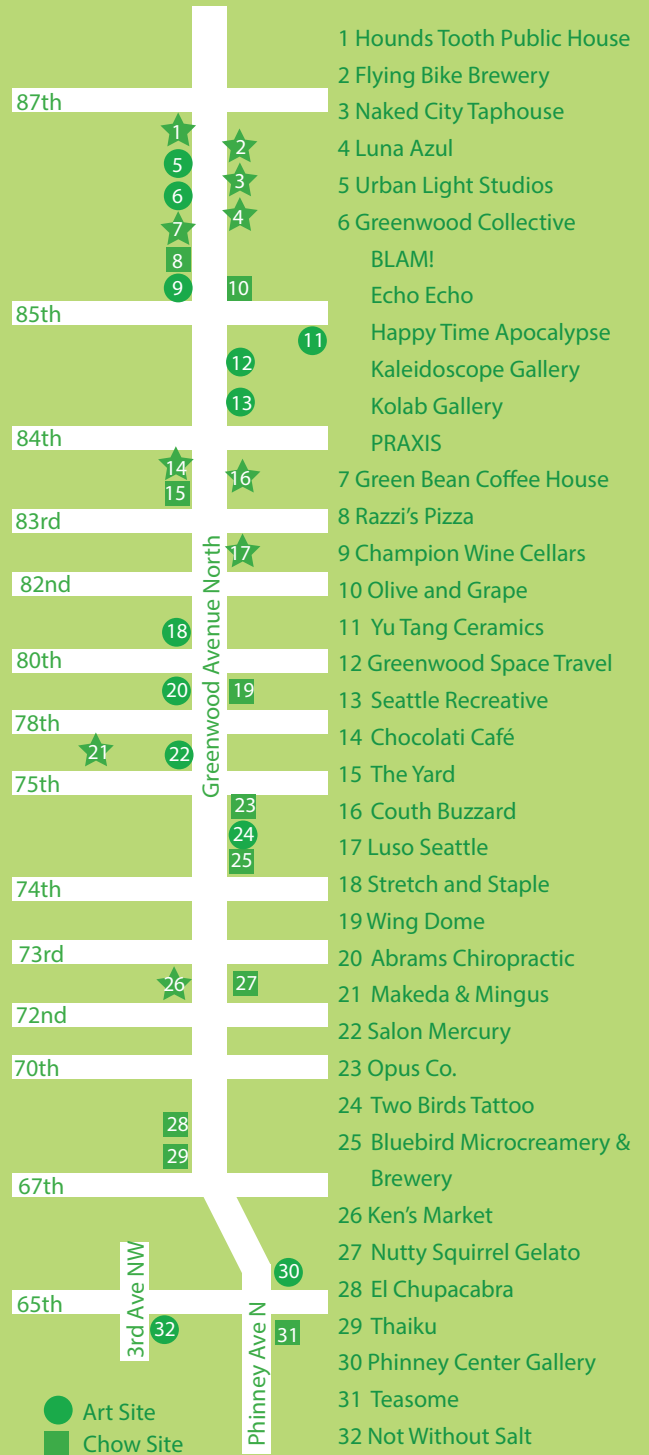 87th
1
2
5
3
6
4
7
8
9
10
85th
11
12
13
84th
14
16
15
83rd
17
82nd
Greenwood Avenue North
18
80th
20
19
78th
21
22
75th
23
24
25
74th
73rd
26
27
72nd
70th
28
29
67th
30
3rd Ave NW
65th
Phinney Ave N
32
31
Art Site
Chow Site
1 Hounds Tooth Public House
2 Flying Bike Brewery
3 Naked City Taphouse
4 Luna Azul
5 Urban Light Studios
6 Greenwood Collective
BLAM!
Echo Echo
Happy Time Apocalypse
Kaleidoscope Gallery
Kolab Gallery
PRAXIS
7 Green Bean Coffee House
8 Razzi's Pizza
9 Champion Wine Cellars
10 Olive and Grape
11 Yu Tang Ceramics
12 Greenwood Space Travel
13 Seattle Recreative
14 Chocolati Café
15 The Yard
16 Couth Buzzard
17 Luso Seattle
18 Stretch and Staple
19 Wing Dome
20 Abrams Chiropractic
21 Makeda & Mingus
22 Salon Mercury
23 Opus Co.
24 Two Birds Tattoo
25 Bluebird Microcreamery &
Brewery
26 Ken's Market
27 Nutty Squirrel Gelato
28 El Chupacabra
29 Thaiku
30 Phinney Center Gallery
31 Teasome
32 Not Without Salt